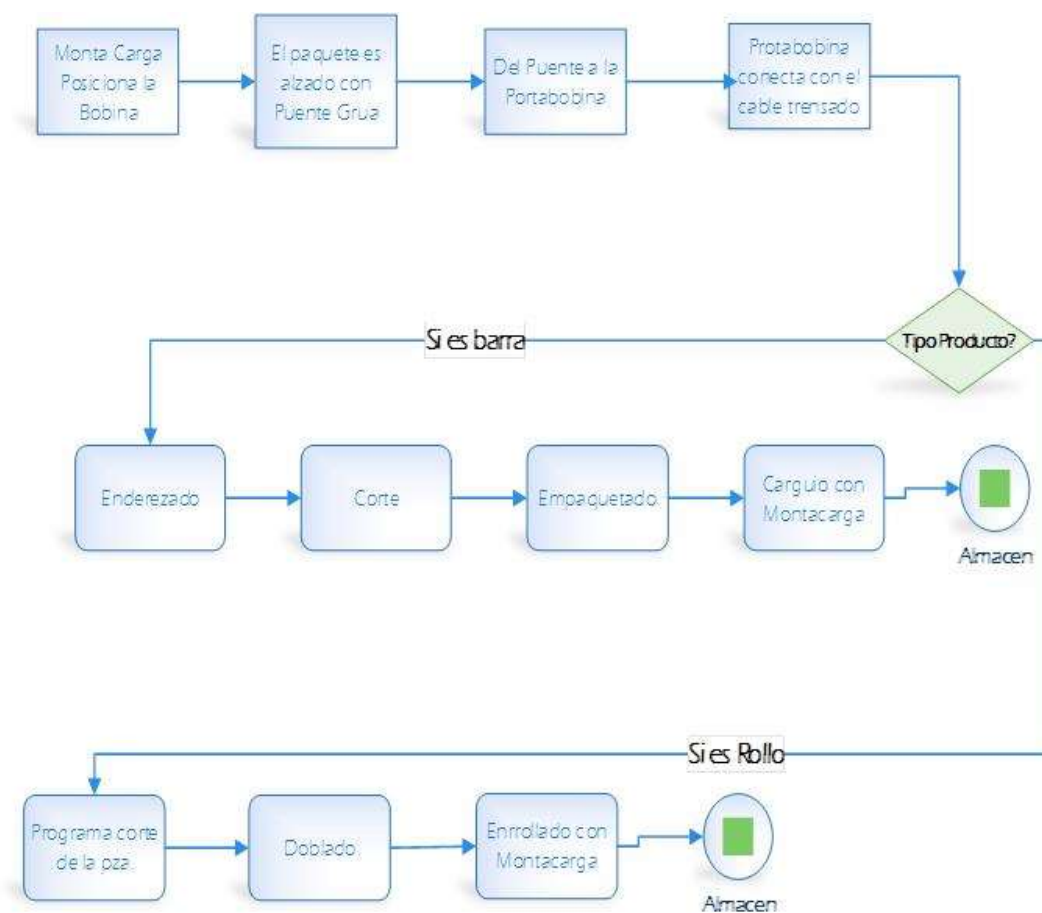 Monta Carga
Posiciona la
Bobina
El paquete es
alzado con
Puente Grua
Del Puente a la
Portabobina
Protabobina
conecta con el
cable trensado
Tipo Producto?
Si es barra
Enderezado
Corte
Empaquetado.
Carguio con
Montacarga
Almacen
Si es Rollo
Programa corte
de la pza.
Doblado.
Enrrollado con
Montacarga
Almacen